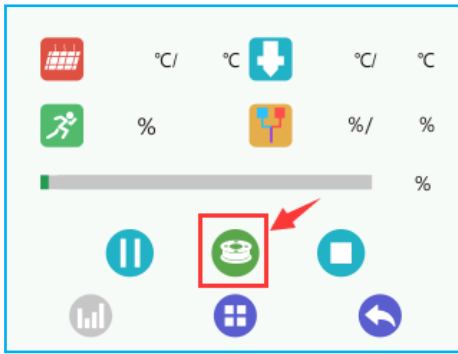 ℃/ ℃ ℃/ ℃
% %/ %
%